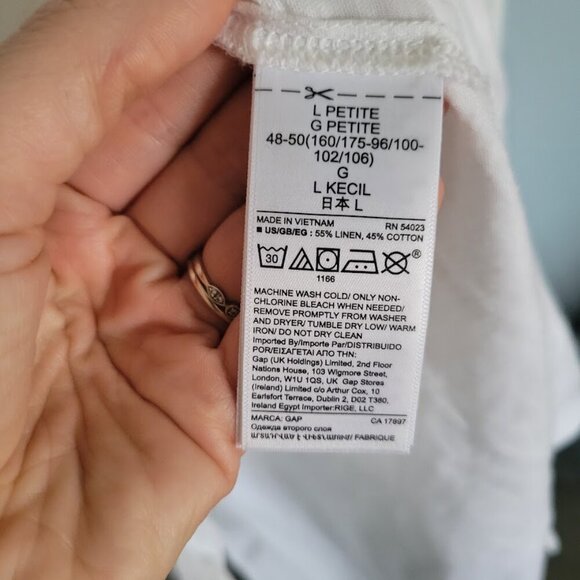 L PETITE
G PETITE
48-50(160/175-96/100-
102/106)
G
L KECIL
日本 L
MADE IN VIETNAM RN 54023
■ US/GB/EG : 55% LINEN, 45% COTTON
30
1166
MACHINE WASH COLD/ ONLY NON-
CHLORINE BLEACH WHEN NEEDED/
REMOVE PROMPTLY FROM WASHER
AND DRYER/ TUMBLE DRY LOW/ WARM
IRON/ DO NOT DRY CLEAN
Imported By/Importe Par/DISTRIBUIDO
POR/ΕΙΣΑΓΕΤΑΙ ΑΠΟ ΤΗΝ:
Gap (UK Holdings) Limited, 2nd Floor
Nations House, 103 Wigmore Street,
London, W1U 1QS, UK Gap Stores
(Ireland) Limited c/o Arthur Cox, 10
Earlsfort Terrace, Dublin 2, D02 T380,
Ireland Egypt Importer:RIGE, LLC
MARCA: GAP CA 17897
Одежда второго слоя
FABRIQUE